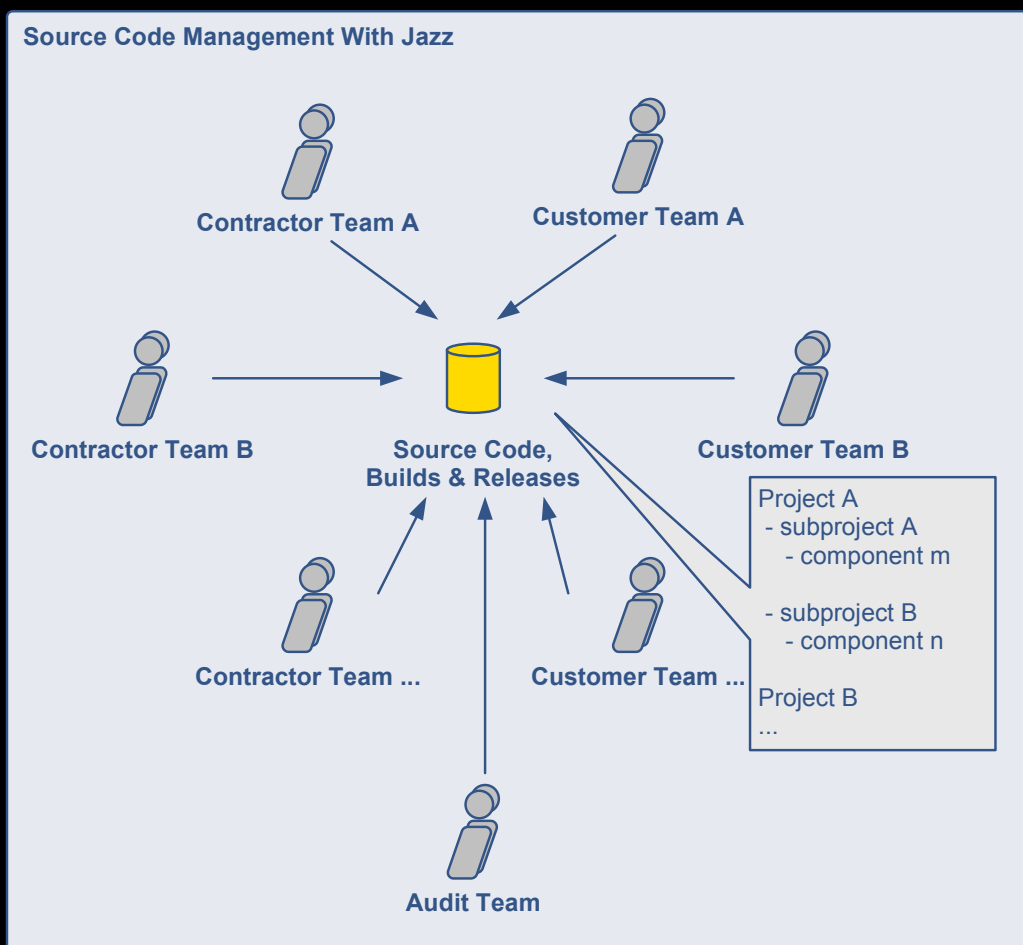 Source Code Management With Jazz
Contractor Team A
Customer Team A
Contractor Team B
Source Code,
Builds & Releases
Customer Team B
Project A
- subproject A
- component m
- subproject B
- component n
Project B
...
Contractor Team ...
Customer Team ...
Audit Team